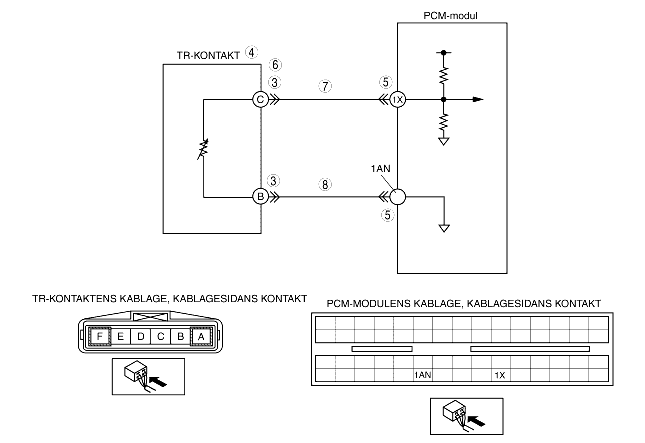 PCM-modul
TR-KONTAKT 4
6
3 7 5
C 1X
1AN
3 8
B
5
TR-KONTAKTENS KABLAGE, KABLAGESIDANS KONTAKT
F E D C B A
PCM-MODULENS KABLAGE, KABLAGESIDANS KONTAKT
1AN 1X